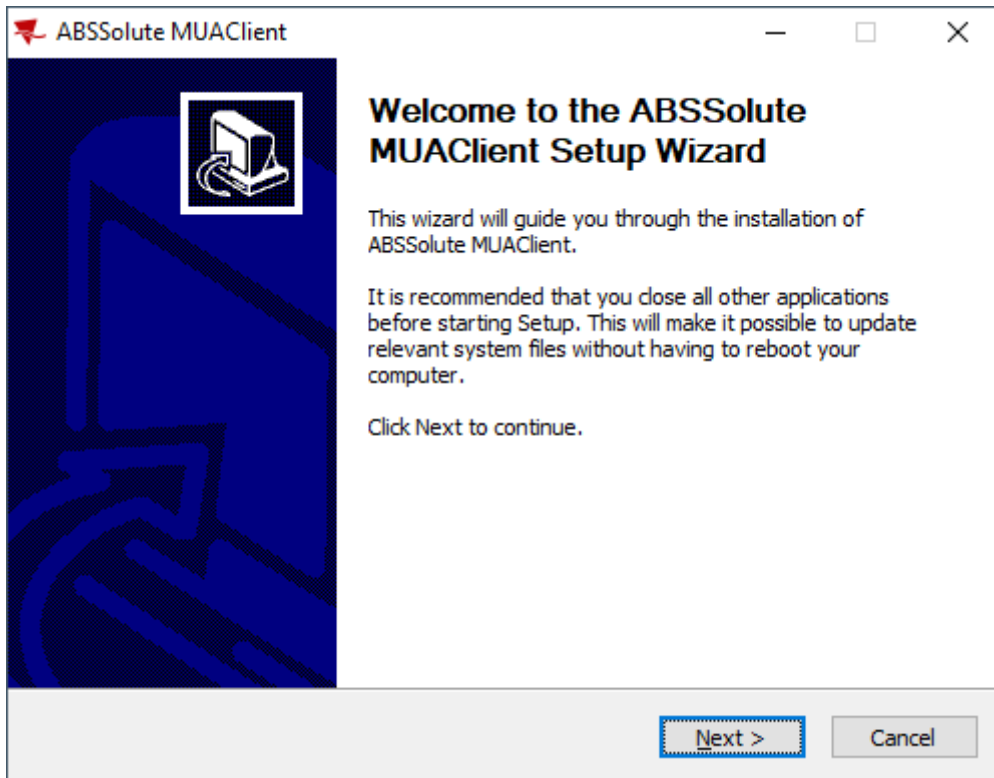 ABSSolute MUAClient
Welcome to the ABSSolute
MUAClient Setup Wizard
This wizard will guide you through the installation of
ABSSolute MUAClient.
It is recommended that you close all other applications
before starting Setup. This will make it possible to update
relevant system files without having to reboot your
computer.
Click Next to continue.
Next >
Cancel